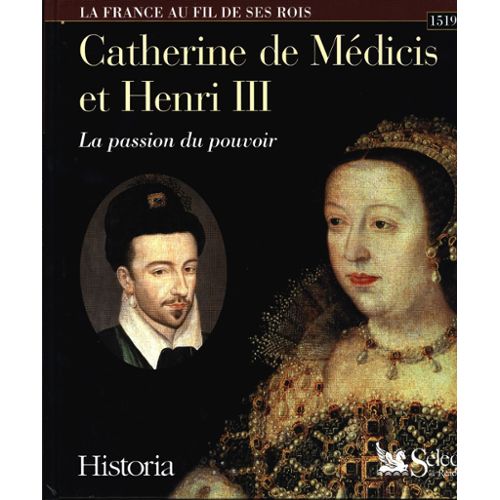 LA FRANCE AU FIL DE SES ROIS
1519
Catherine de Médicis
et Henri III
La passion du pouvoir
Historia